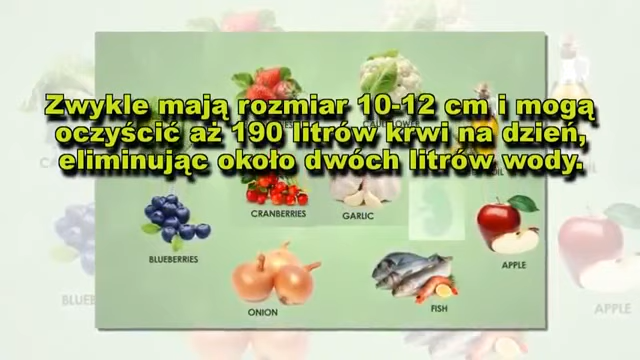 Zwykle mają rozmiar 10-12 cm i mogą
oczyścić aż 190 litrów krwi na dzień,
eliminując około dwóch litrów wody.
CRANBERRIES
GARLIC
BLUEBERRIES
APPLE
ONION
FISH
APPLE